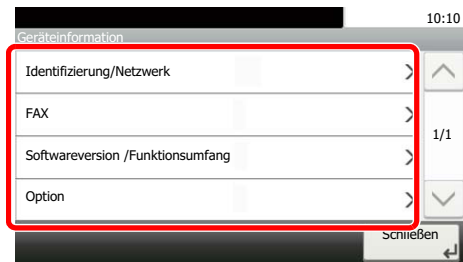 10:10
Geräteinformation
Identifizierung/Netzwerk
FAX
1/1
Softwareversion /Funktionsumfang
Option
Schließen